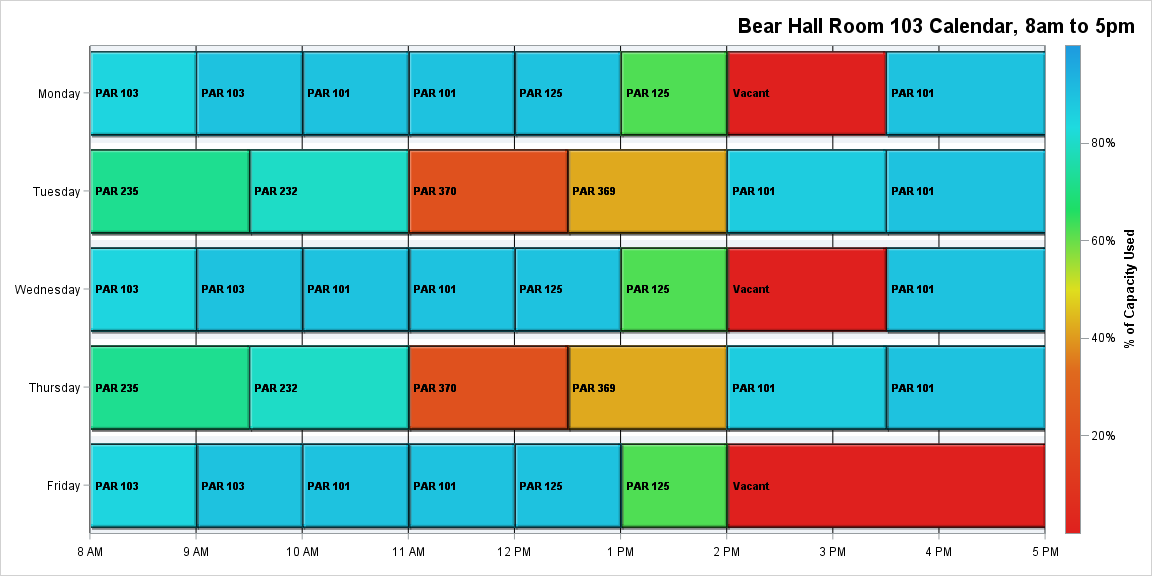 Bear Hall Room 103 Calendar, 8am to 5pm
Monday
PAR 103
PAR 103
PAR 101
PAR 101
PAR 125
PAR 125
Vacant
PAR 101
Tuesday
PAR 235
PAR 232
PAR 370
PAR 369
PAR 101
PAR 101
Wednesday
PAR 103
PAR 103
PAR 101
PAR 101
PAR 125
PAR 125
Vacant
PAR 101
Thursday
PAR 235
PAR 232
PAR 370
PAR 369
PAR 101
PAR 101
Friday
PAR 103
PAR 103
PAR 101
PAR 101
PAR 125
PAR 125
Vacant
8 AM
9 AM
10 AM
11 AM
12 PM
1 PM
2 PM
3 PM
4 PM
5 PM
80%
60%
40%
20%
% of Capacity Used